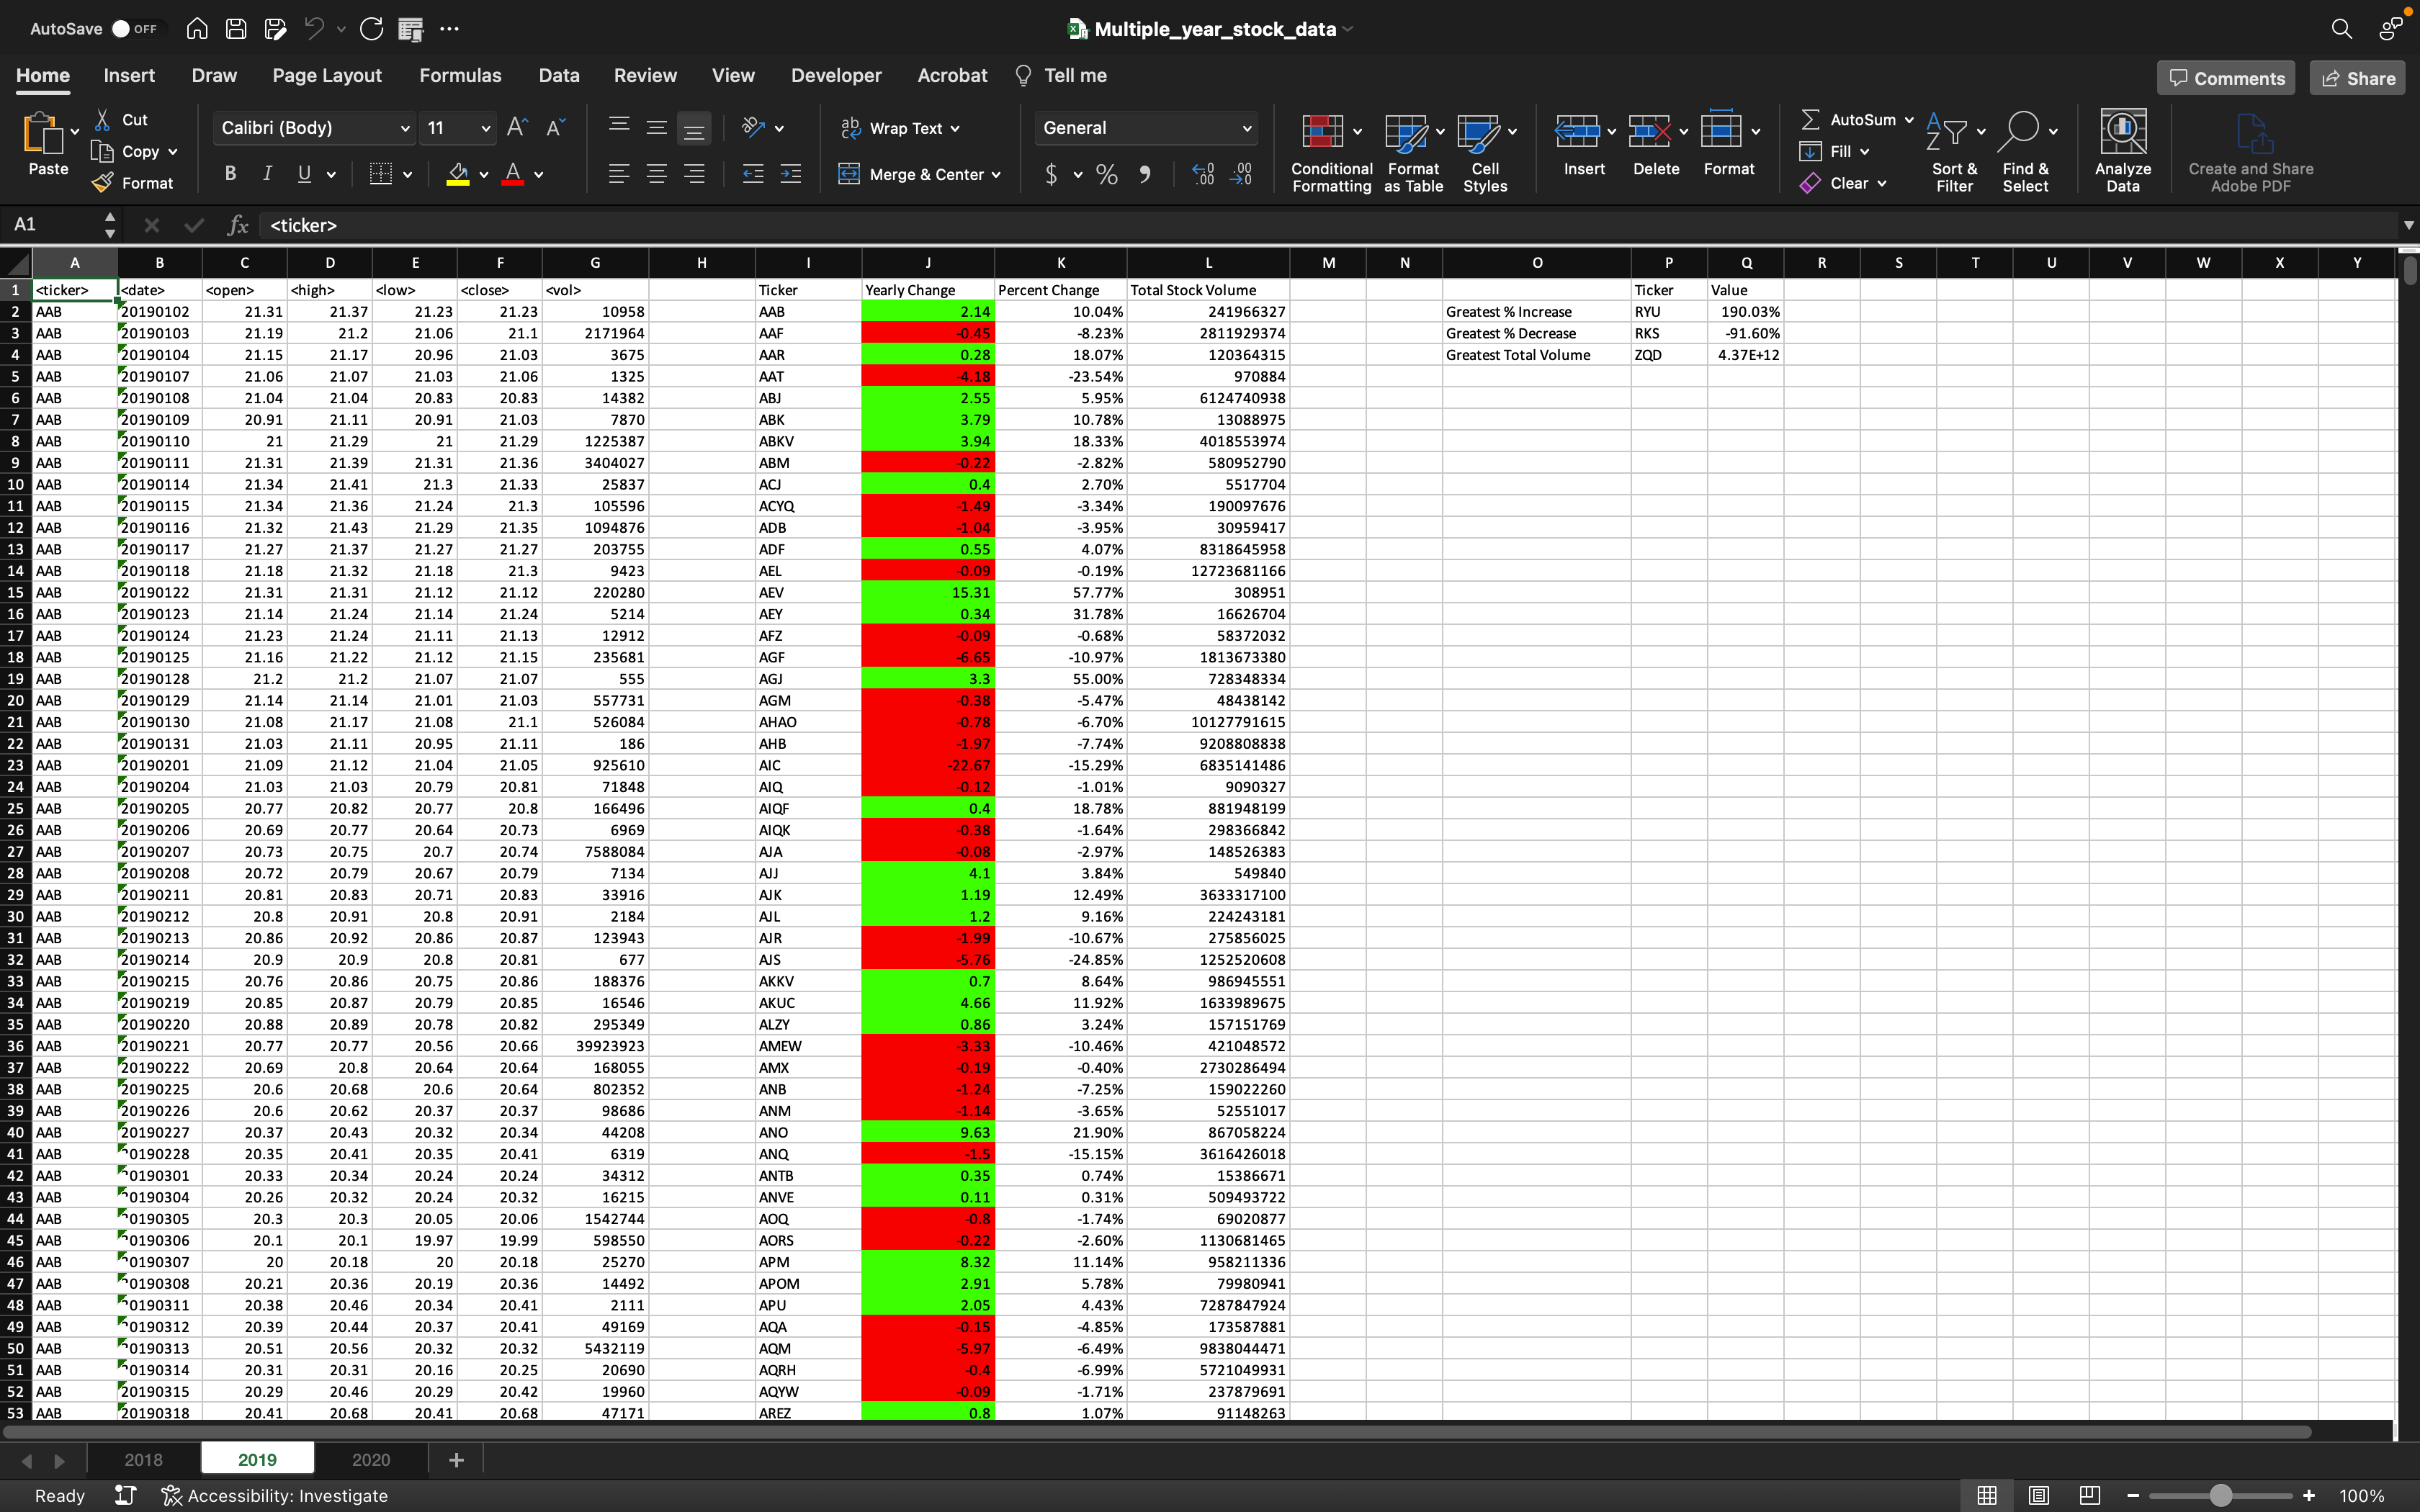 AutoSave OFF Multiple_year_stock_data
Home Insert Draw Page Layout Formulas Data Review View Developer Acrobat Tell me Comments Share
Paste Cut Copy Format Calibri (Body) 11 Wrap Text Merge & Center General Conditional Formatting Format as Table Cell Styles Insert Delete Format AutoSum Fill Clear Sort & Filter Find & Select Analyze Data Create and Share Adobe PDF
A1 fx <ticker>
A B C D E F G H I J K L M N O P Q R S T U V W X Y
1 <ticker> <date> <open> <high> <low> <close> <vol> Ticker Yearly Change Percent Change Total Stock Volume Ticker Value
2 AAB 20190102 21.31 21.37 21.23 21.23 10958 AAB 2.14 10.04% 241966327 Greatest % Increase RYU 190.03%
3 AAB 20190103 21.19 21.2 21.06 21.1 2171964 AAF -0.45 -8.23% 2811929374 Greatest % Decrease RKS -91.60%
4 AAB 20190104 21.15 21.17 20.96 21.03 3675 AAR 0.28 18.07% 120364315 Greatest Total Volume ZQD 4.37E+12
5 AAB 20190107 21.06 21.07 21.03 21.06 1325 AAT -4.18 -23.54% 970884
6 AAB 20190108 21.04 21.04 20.83 20.83 14382 ABJ 2.55 5.95% 6124740938
7 AAB 20190109 20.91 21.11 20.91 21.03 7870 ABK 3.79 10.78% 13088975
8 AAB 20190110 21 21.29 21 21.29 1225387 ABKV 3.94 18.33% 4018553974
9 AAB 20190111 21.31 21.39 21.31 21.36 3404027 ABM -0.22 -2.82% 580952790
10 AAB 20190114 21.34 21.41 21.3 21.33 25837 ACJ 0.4 2.70% 5517704
11 AAB 20190115 21.34 21.36 21.24 21.3 105596 ACYQ -1.49 -3.34% 190097676
12 AAB 20190116 21.32 21.43 21.29 21.35 1094876 ADB -1.04 -3.95% 30959417
13 AAB 20190117 21.27 21.37 21.27 21.27 203755 ADF 0.55 4.07% 8318645958
14 AAB 20190118 21.18 21.32 21.18 21.3 9423 AEL -0.09 -0.19% 12723681166
15 AAB 20190122 21.31 21.31 21.12 21.12 220280 AEV 15.31 57.77% 308951
16 AAB 20190123 21.14 21.24 21.14 21.24 5214 AEY 0.34 31.78% 16626704
17 AAB 20190124 21.23 21.24 21.11 21.13 12912 AFZ -0.09 -0.68% 58372032
18 AAB 20190125 21.16 21.22 21.12 21.15 235681 AGF -6.65 -10.97% 1813673380
19 AAB 20190128 21.2 21.2 21.07 21.07 555 AGJ 3.3 55.00% 728348334
20 AAB 20190129 21.14 21.14 21.01 21.03 557731 AGM -0.38 -5.47% 48438142
21 AAB 20190130 21.08 21.17 21.08 21.1 526084 AHAO -0.78 -6.70% 10127791615
22 AAB 20190131 21.03 21.11 20.95 21.11 186 AHB -1.97 -7.74% 9208808838
23 AAB 20190201 21.09 21.12 21.04 21.05 925610 AIC -22.67 -15.29% 6835141486
24 AAB 20190204 21.03 21.03 20.79 20.81 71848 AIQ -0.12 -1.01% 9090327
25 AAB 20190205 20.77 20.82 20.77 20.8 166496 AIQF 0.4 18.78% 881948199
26 AAB 20190206 20.69 20.77 20.64 20.73 6969 AIQK -0.38 -1.64% 298366842
27 AAB 20190207 20.73 20.75 20.7 20.74 7588084 AJA -0.08 -2.97% 148526383
28 AAB 20190208 20.72 20.79 20.67 20.79 7134 AJJ 4.1 3.84% 549840
29 AAB 20190211 20.81 20.83 20.71 20.83 33916 AJK 1.19 12.49% 3633317100
30 AAB 20190212 20.8 20.91 20.8 20.91 2184 AJL 1.2 9.16% 224243181
31 AAB 20190213 20.86 20.92 20.86 20.87 123943 AJR -1.99 -10.67% 275856025
32 AAB 20190214 20.9 20.9 20.8 20.81 677 AJS -5.76 -24.85% 1252520608
33 AAB 20190215 20.76 20.86 20.75 20.86 188376 AKKV 0.7 8.64% 986945551
34 AAB 20190219 20.85 20.87 20.79 20.85 16546 AKUC 4.66 11.92% 1633989675
35 AAB 20190220 20.88 20.89 20.78 20.82 295349 ALZY 0.86 3.24% 157151769
36 AAB 20190221 20.77 20.77 20.56 20.66 39923923 AMEW -3.33 -10.46% 421048572
37 AAB 20190222 20.69 20.8 20.64 20.64 168055 AMX -0.19 -0.40% 2730286494
38 AAB 20190225 20.6 20.68 20.6 20.64 802352 ANB -1.24 -7.25% 159022260
39 AAB 20190226 20.6 20.62 20.37 20.37 98686 ANM -1.14 -3.65% 52551017
40 AAB 20190227 20.37 20.43 20.32 20.34 44208 ANO 9.63 21.90% 867058224
41 AAB 20190228 20.35 20.41 20.35 20.41 6319 ANQ -1.5 -15.15% 3616426018
42 AAB 20190301 20.33 20.34 20.24 20.24 34312 ANTB 0.35 0.74% 15386671
43 AAB 20190304 20.26 20.32 20.24 20.32 16215 ANVE 0.11 0.31% 509493722
44 AAB 20190305 20.3 20.3 20.05 20.06 1542744 AOQ -0.8 -1.74% 69020877
45 AAB 20190306 20.1 20.1 19.97 19.99 598550 AORS -0.22 -2.60% 1130681465
46 AAB 20190307 20 20.18 20 20.18 25270 APM 8.32 11.14% 958211336
47 AAB 20190308 20.21 20.36 20.19 20.36 14492 APOM 2.91 5.78% 79980941
48 AAB 20190311 20.38 20.46 20.34 20.41 2111 APU 2.05 4.43% 7287847924
49 AAB 20190312 20.39 20.44 20.37 20.41 49169 AQA -0.15 -4.85% 173587881
50 AAB 20190313 20.51 20.56 20.32 20.32 5432119 AQM -5.97 -6.49% 9838044471
51 AAB 20190314 20.31 20.31 20.16 20.25 20690 AQRH -0.4 -6.99% 5721049931
52 AAB 20190315 20.29 20.46 20.29 20.42 19960 AQYW -0.09 -1.71% 237879691
53 AAB 20190318 20.41 20.68 20.41 20.68 47171 AREZ 0.8 1.07% 91148263
2018 2019 2020 +
Ready Accessibility: Investigate 100%